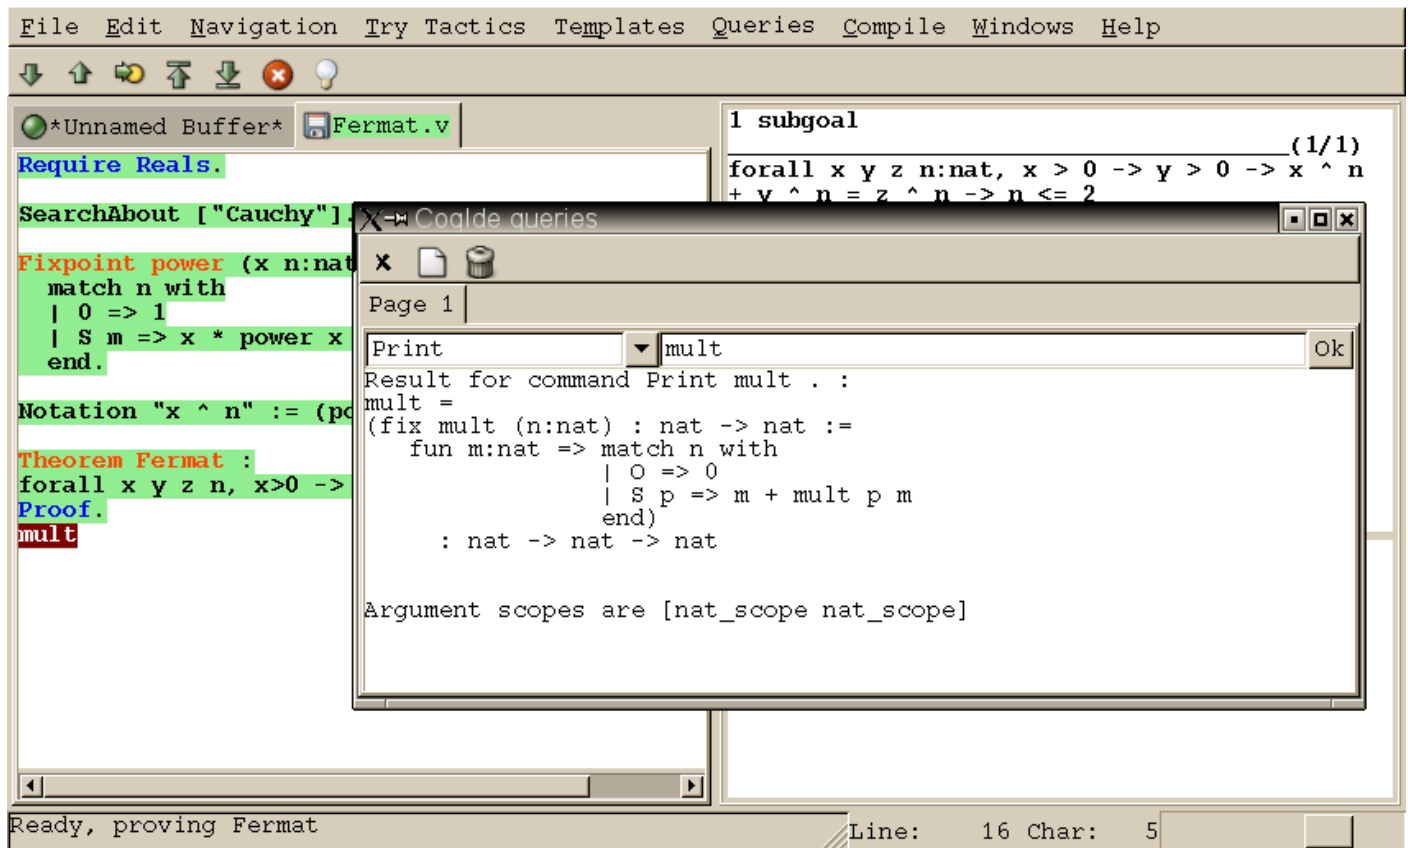 File Edit Navigation Try Tactics Templates Queries Compile Windows Help
*Unnamed Buffer* Fermat.v
Require Reals.
SearchAbout ["Cauchy"].
Fixpoint power (x n:nat
match n with
| O => 1
| S m => x * power x
end.
Notation "x ^ n" := (po
Theorem Fermat :
forall x y z n, x>0 ->
Proof.
mult
1 subgoal
(1/1)
forall x y z n:nat, x > 0 -> y > 0 -> x ^ n
+ y ^ n = z ^ n -> n <= 2
CoqIde queries
Page 1
Print mult Ok
Result for command Print mult . :
mult =
(fix mult (n:nat) : nat -> nat :=
fun m:nat => match n with
| O => 0
| S p => m + mult p m
end)
: nat -> nat -> nat
Argument scopes are [nat_scope nat_scope]
Ready, proving Fermat
Line: 16 Char: 5